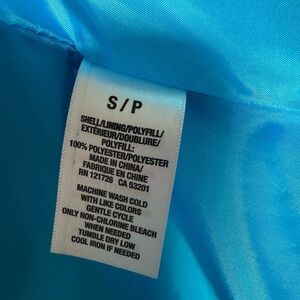 S/P
SHELL/LINING/POLYFILL/
EXTÉRIEUR/DOUBLURE/
POLYFILL:
100% POLYESTER/POLYESTER
MADE IN CHINA/
FABRIQUE EN CHINE
RN 121726 CA 53201
MACHINE WASH COLD
WITH LIKE COLORS
GENTLE CYCLE
ONLY NON-CHLORINE BLEACH
WHEN NEEDED
TUMBLE DRY LOW
COOL IRON IF NEEDED